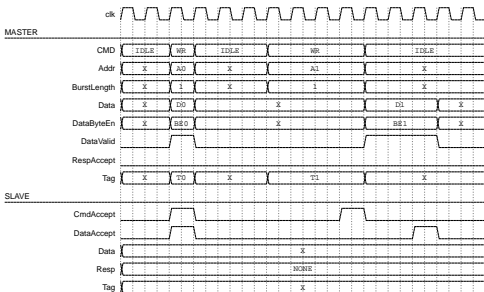 clk
MASTER
CMD IDLE WR IDLE WR IDLE
Addr X A0 X A1 X
BurstLength X 1 X 1 X
Data X D0 X D1 X
DataByteEn X BE0 X BE1 X
DataValid
RespAccept
Tag X T0 X T1 X
SLAVE
CmdAccept
DataAccept
Data X
Resp NONE
Tag X